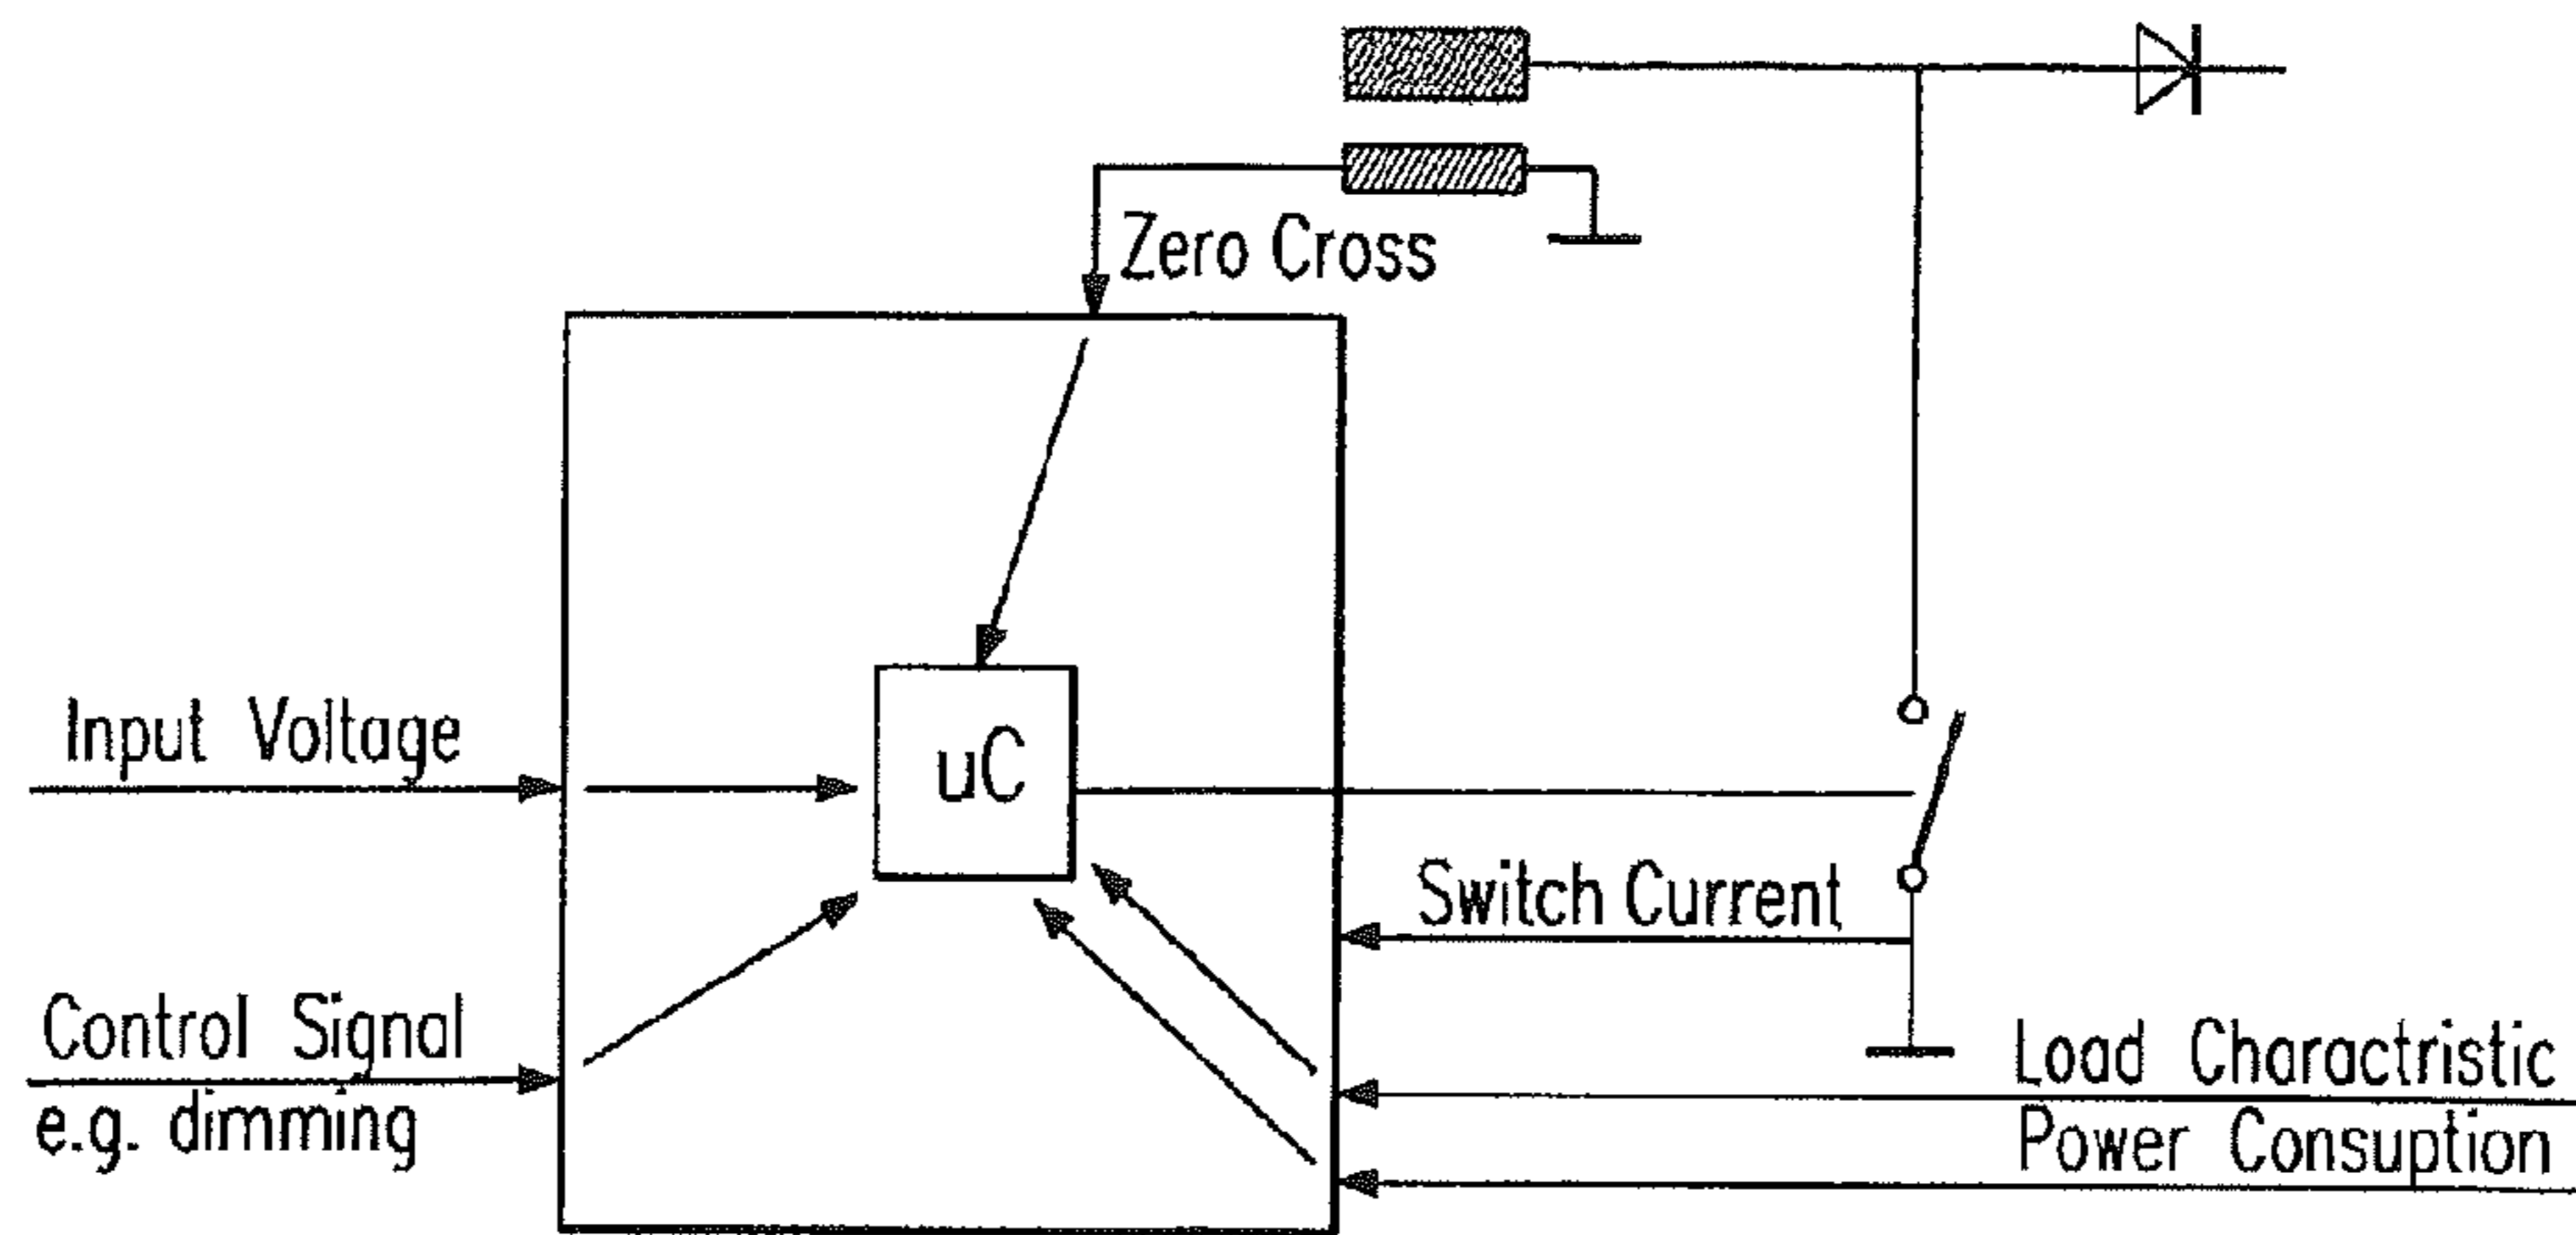 Zero Cross
Input Voltage
uC
Switch Current
Control Signal
e.g. dimming
Load Charactristic
Power Consuption